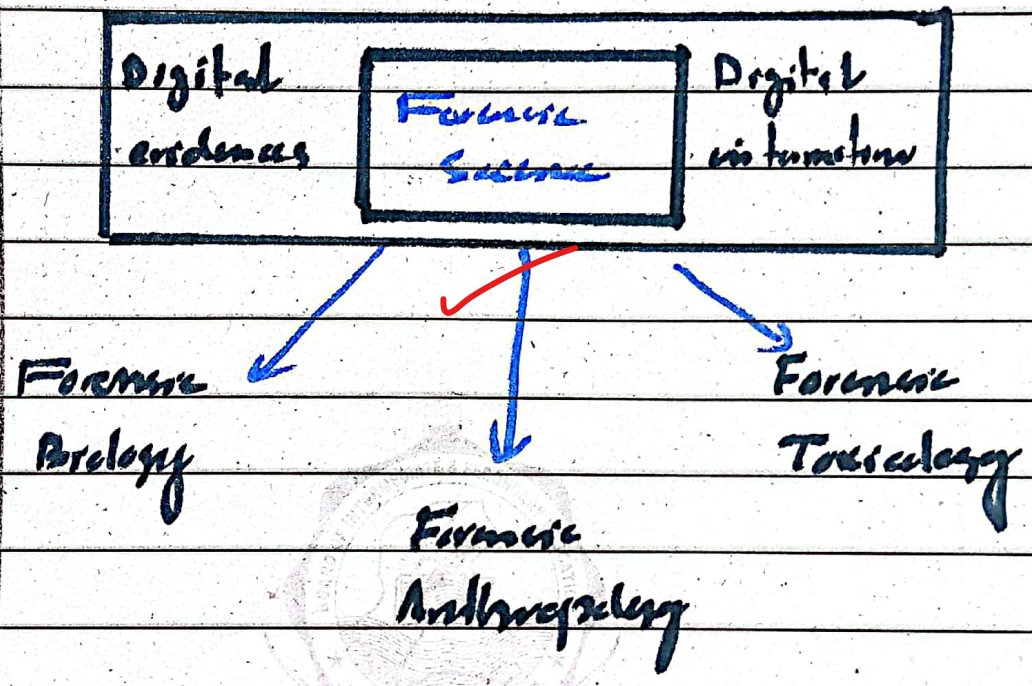 Digital
evidences
Forensic
Science
Digital
information
Forensic
Biology
Forensic
Toxicology
Forensic
Anthropology